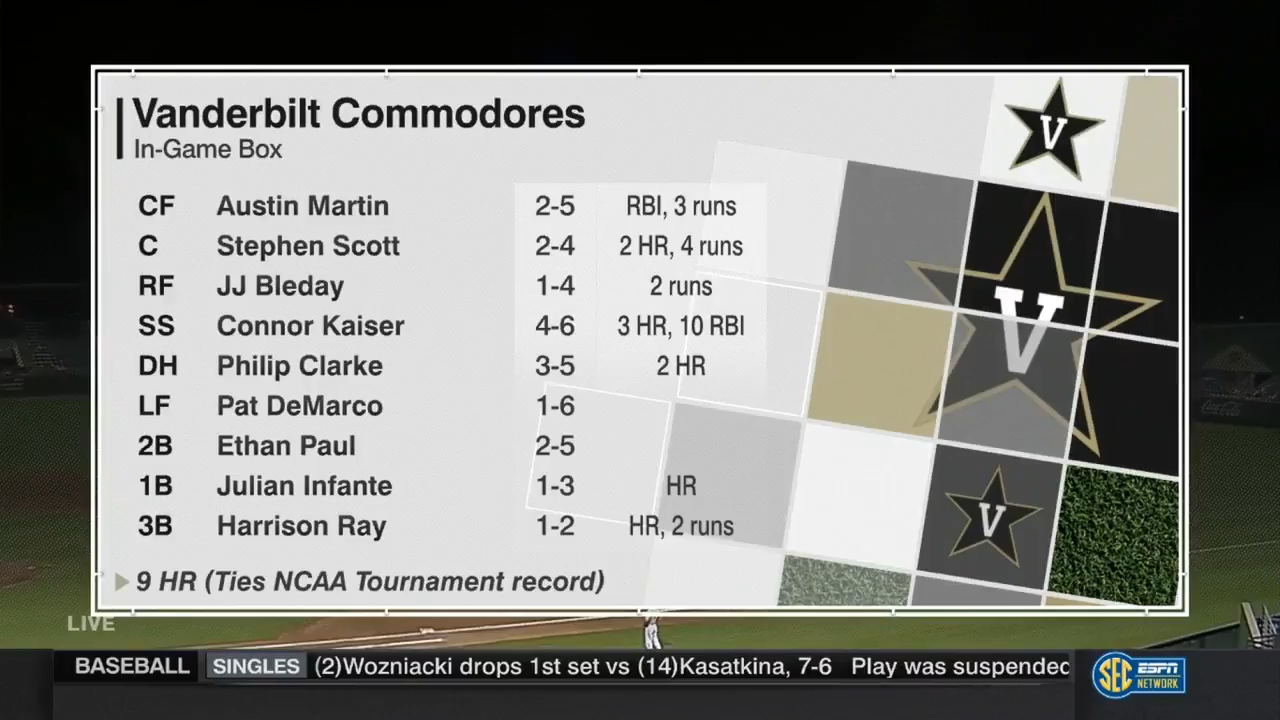 Vanderbilt Commodores
In-Game Box
V
CF Austin Martin 2-5 RBI, 3 runs
C Stephen Scott 2-4 2 HR, 4 runs
RF JJ Bleday 1-4 2 runs
SS Connor Kaiser 4-6 3 HR, 10 RBI
DH Philip Clarke 3-5 2 HR
LF Pat DeMarco 1-6
2B Ethan Paul 2-5
1B Julian Infante 1-3 HR
3B Harrison Ray 1-2 HR, 2 runs
V
V
9 HR (Ties NCAA Tournament record)
Coca-Cola
LIVE
BASEBALL SINGLES (2)Wozniacki drops 1st set vs (14)Kasatkina, 7-6 Play was suspended
SEC ESPN NETWORK